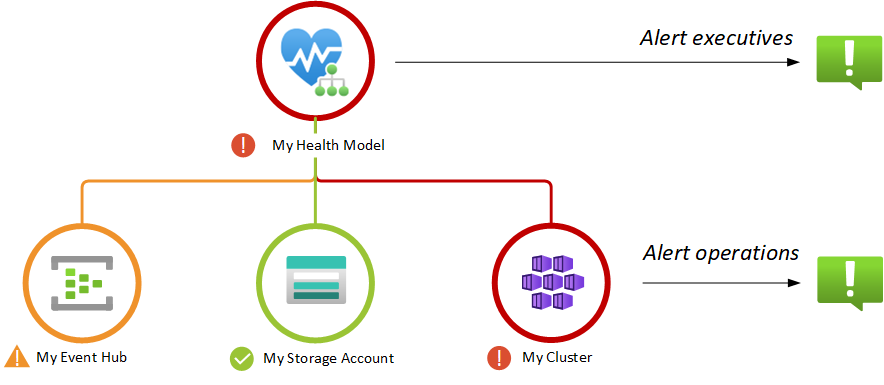 Alert executives
My Health Model
Alert operations
My Event Hub
My Storage Account
My Cluster